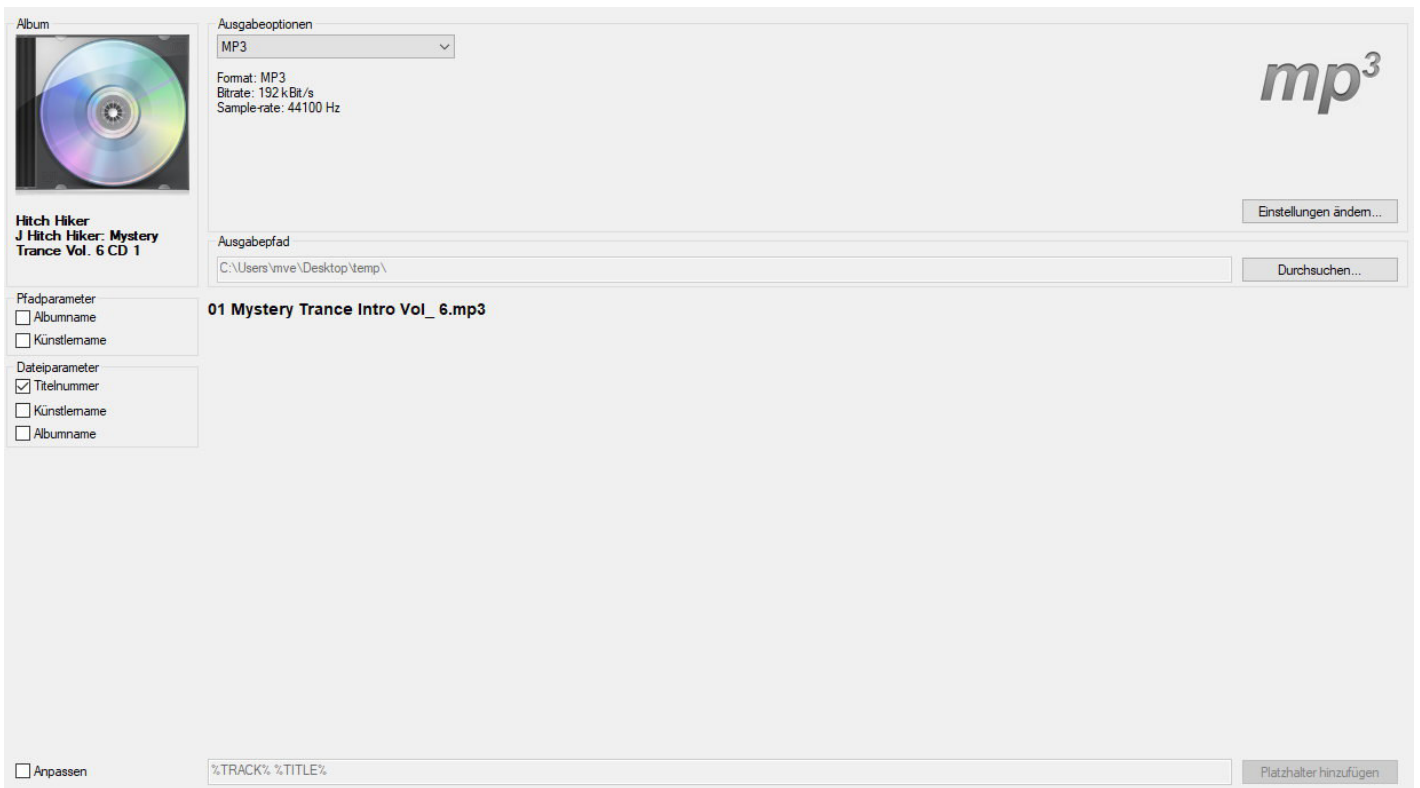 Album
Ausgabeoptionen
MP3
Format: MP3
Bitrate: 192 kBit/s
Sample-rate: 44100 Hz
mp3
Einstellungen ändern...
Hitch Hiker
J Hitch Hiker: Mystery
Trance Vol. 6 CD 1
Ausgabepfad
C:\Users\mve\Desktop\temp\
Durchsuchen...
Pfadparameter
Albumname
Künstlername
01 Mystery Trance Intro Vol_ 6.mp3
Dateiparameter
Titelnummer
Künstlername
Albumname
Anpassen
%TRACK% %TITLE%
Platzhalter hinzufügen